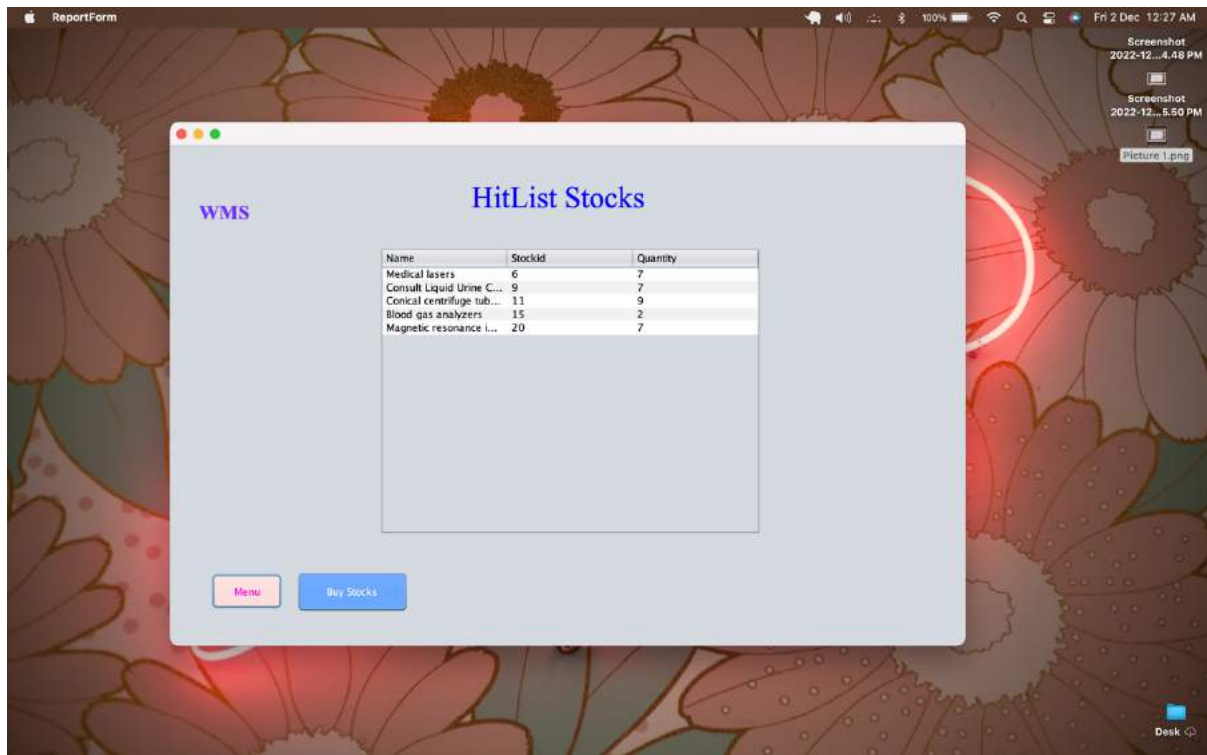 ReportForm
100%
Fri 2 Dec 12:27 AM
Screenshot
2022-12...4.48 PM
Screenshot
2022-12...5.50 PM
Picture 1.png
HitList Stocks
WMS
Name Stockid Quantity
Medical lasers 6 7
Consult Liquid Urine C... 9 7
Conical centrifuge tub... 11 9
Blood gas analyzers 15 2
Magnetic resonance i... 20 7
Menu Buy Stocks
Desk